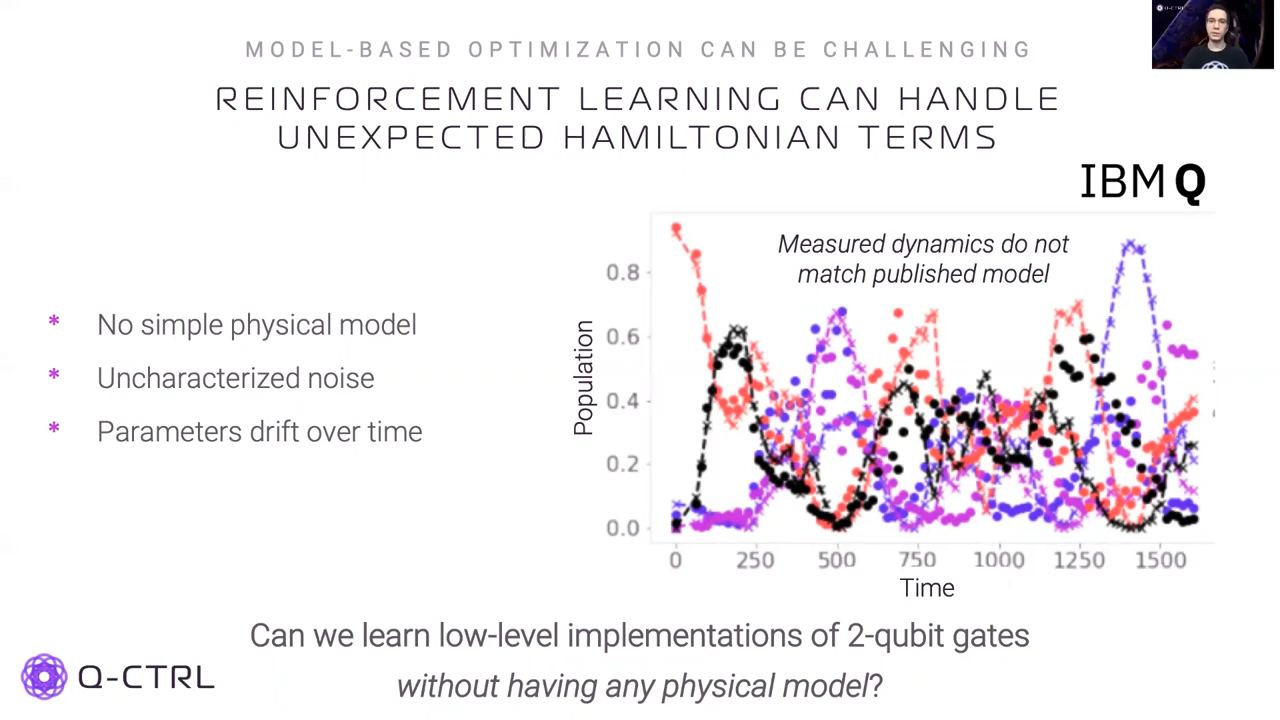 MODEL-BASED OPTIMIZATION CAN BE CHALLENGING
REINFORCEMENT LEARNING CAN HANDLE
UNEXPECTED HAMILTONIAN TERMS
IBM Q
Measured dynamics do not
match published model
* No simple physical model
* Uncharacterized noise
* Parameters drift over time
Population
0.8
0.6
0.4
0.2
0.0
0 250 500 750 1000 1250 1500
Time
Can we learn low-level implementations of 2-qubit gates
without having any physical model?
Q-CTRL